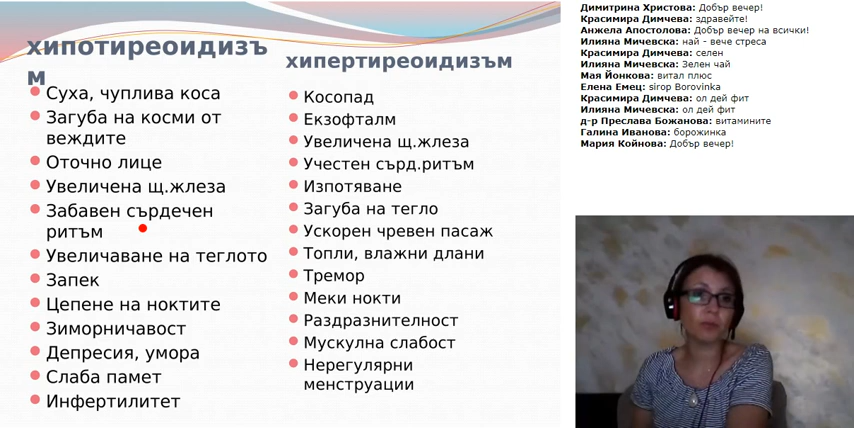 хипотиреоидизъ
м
Суха, чуплива коса
Загуба на косми от
веждите
Оточно лице
Увеличена щ.жлеза
Забавен сърдечен
ритъм
Увеличаване на теглото
Запек
Цепене на ноктите
Зиморничавост
Депресия, умора
Слаба памет
Инфертилитет
хипертиреоидизъм
Косопад
Екзофталм
Увеличена щ.жлеза
Учестен сърд.ритъм
Изпотяване
Загуба на тегло
Ускорен чревен пасаж
Топли, влажни длани
Тремор
Меки нокти
Раздразнителност
Мускулна слабост
Нерегулярни
менструации
Димитрина Христова: Добър вечер!
Красимира Димчева: здравейте!
Анжела Апостолова: Добър вечер на всички!
Илияна Мичевска: най - вече стреса
Красимира Димчева: селен
Илияна Мичевска: Зелен чай
Мая Йонкова: витал плюс
Елена Емец: sirop Borovinka
Красимира Димчева: ол дей фит
Илияна Мичевска: ол дей фит
д-р Преслава Божанова: витамините
Галина Иванова: борожинка
Мария Койнова: Добър вечер!